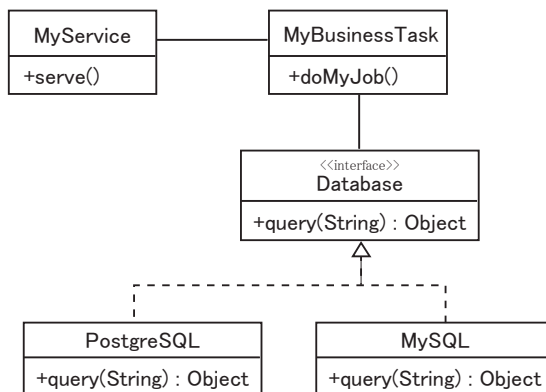 MyService
+serve()
MyBusinessTask
+doMyJob()
<<interface>>
Database
+query(String) : Object
PostgreSQL
+query(String) : Object
MySQL
+query(String) : Object